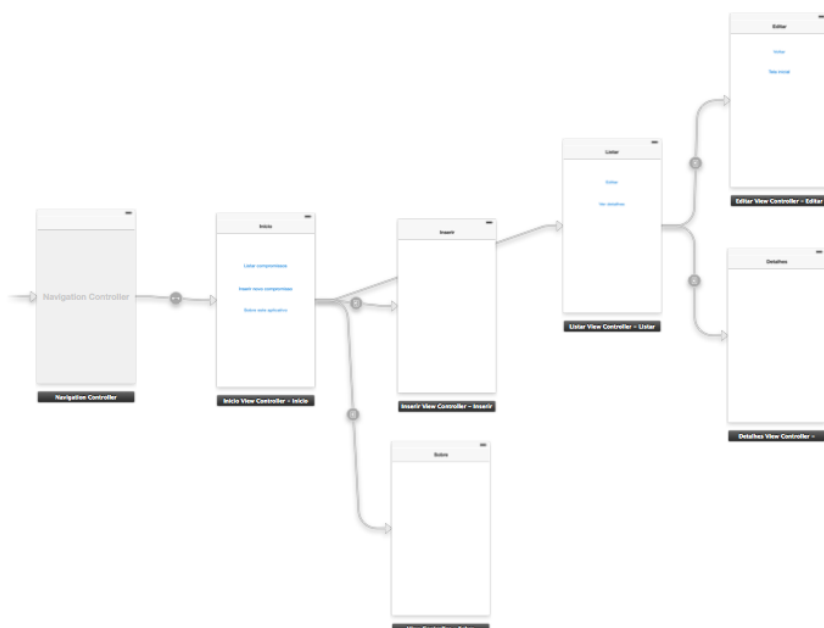 Navigation Controller
Navigation Controller
Início
Listar compromissos
Inserir novo compromisso
Sobre este aplicativo
Início View Controller – Início
Inserir
Inserir View Controller – Inserir
Sobre
Listar
Editar
Ver detalhes
Listar View Controller – Listar
Editar
Voltar
Tela inicial
Editar View Controller – Editar
Detalhes
Detalhes View Controller –